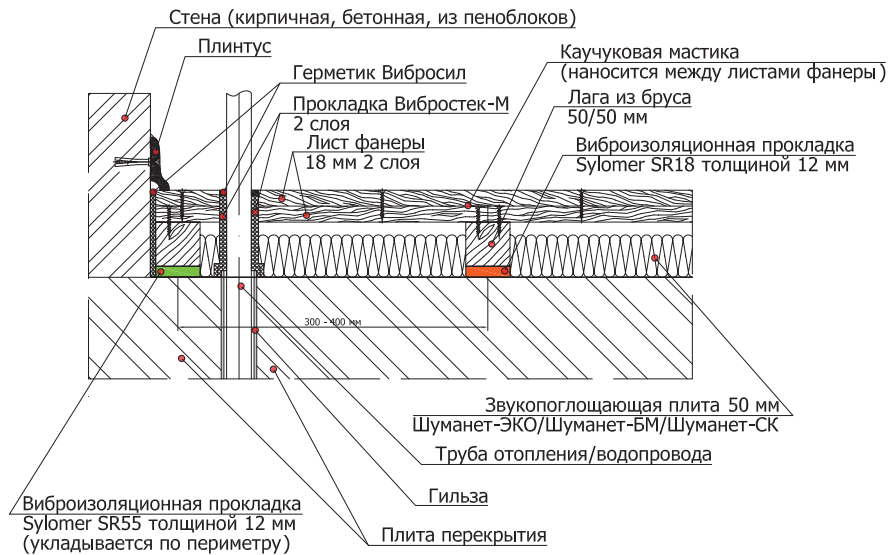 Стена (кирпичная, бетонная, из пеноблоков)
Плинтус
Герметик Вибросил
Прокладка Вибростек-М
2 слоя
Лист фанеры
18 мм 2 слоя
Каучуковая мастика
(наносится между листами фанеры)
Лага из бруса
50/50 мм
Виброизоляционная прокладка
Sylomer SR18 толщиной 12 мм
300 - 400 мм
Звукопоглощающая плита 50 мм
Шуманет-ЭКО/Шуманет-БМ/Шуманет-СК
Труба отопления/водопровода
Гильза
Плита перекрытия
Виброизоляционная прокладка
Sylomer SR55 толщиной 12 мм
(укладывается по периметру)